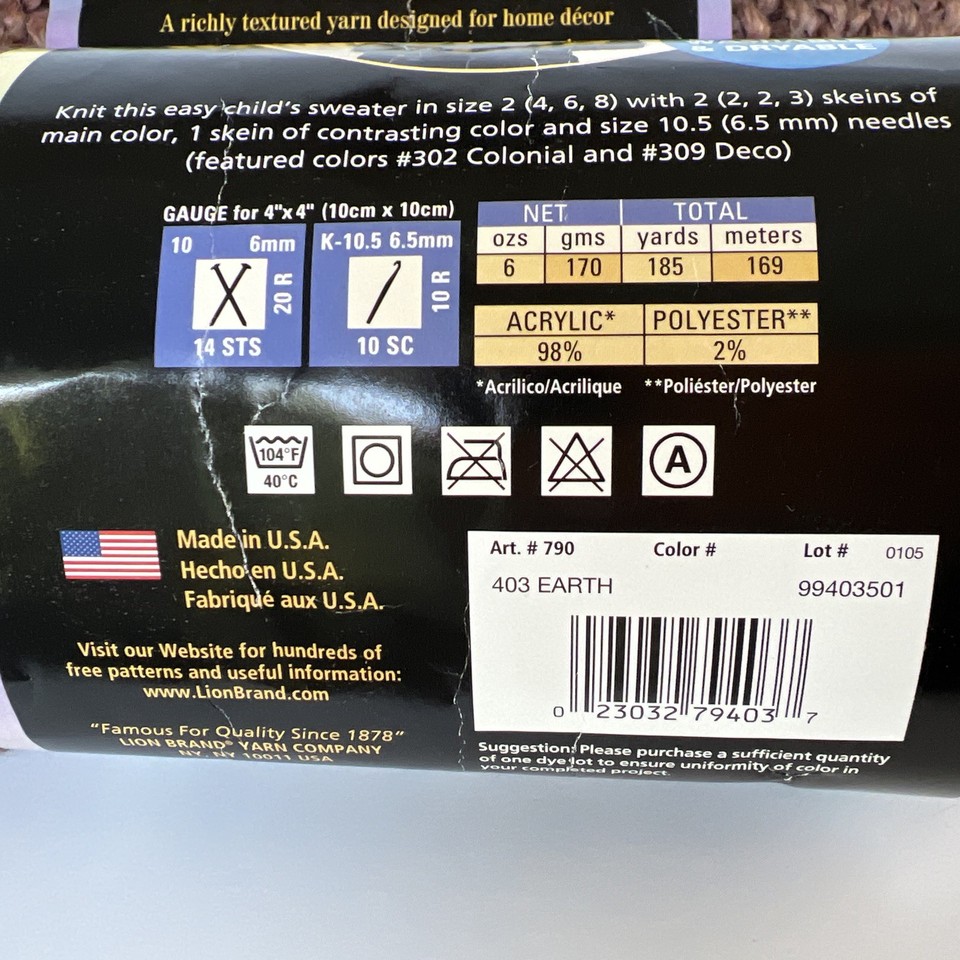 A richly textured yarn designed for home décor
& DRYABLE
Knit this easy child's sweater in size 2 (4, 6, 8) with 2 (2, 2, 3) skeins of
main color, 1 skein of contrasting color and size 10.5 (6.5 mm) needles
(featured colors #302 Colonial and #309 Deco)
GAUGE for 4"x 4" (10cm x 10cm)
10 6mm
20 R
14 STS
K-10.5 6.5mm
10 R
10 SC
NET TOTAL
ozs gms yards meters
6 170 185 169
ACRYLIC* POLYESTER**
98% 2%
*Acrilico/Acrilique **Poliéster/Polyester
104°F
40°C
A
Made in U.S.A.
Hecho en U.S.A.
Fabriqué aux U.S.A.
Visit our Website for hundreds of
free patterns and useful information:
www.LionBrand.com
"Famous For Quality Since 1878"
LION BRAND® YARN COMPANY
NY, NY 10011 USA
Art. # 790 Color # Lot # 0105
403 EARTH 99403501
0 23032 79403 7
Suggestion: Please purchase a sufficient quantity
of one dye lot to ensure uniformity of color in
your completed project.